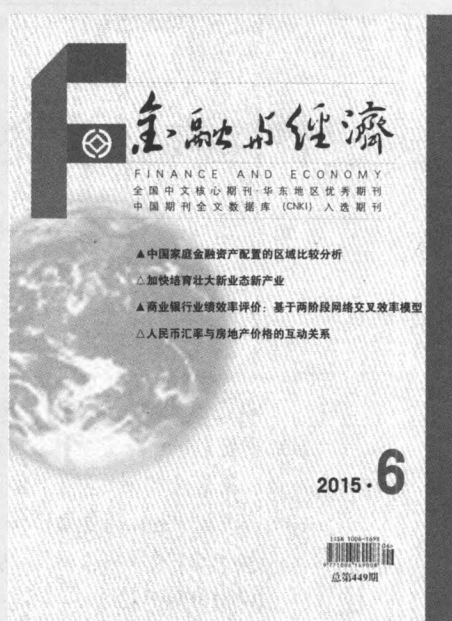 金融与经济
FINANCE AND ECONOMY
全国中文核心期刊·华东地区优秀期刊
中国期刊全文数据库(CNKI)入选期刊
▲中国家庭金融资产配置的区域比较分析
△加快培育壮大新业态新产业
▲商业银行业绩效率评价：基于两阶段网络交叉效率模型
△人民币汇率与房地产价格的互动关系
2015·6
ISSN 1006-169X
06>
9771006169008
总第449期